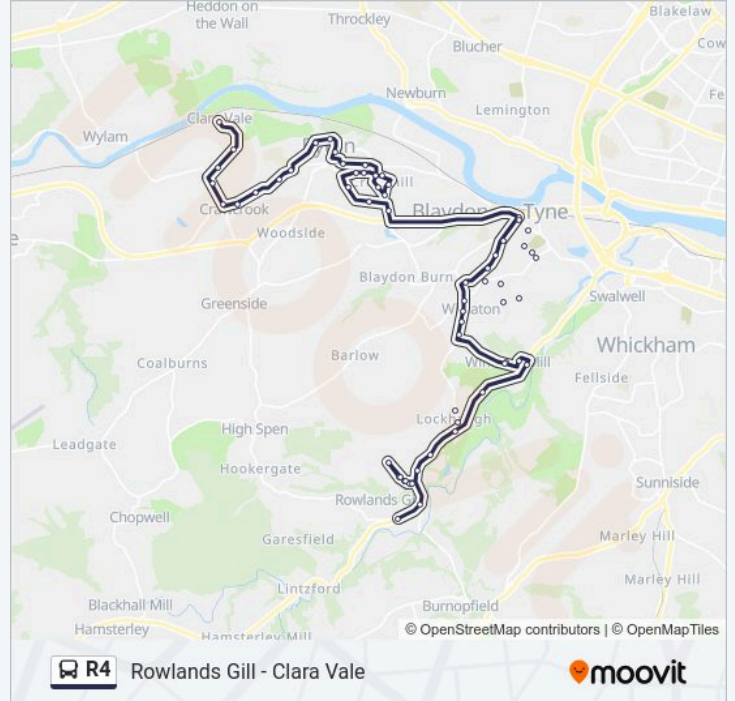 Heddon on
the Wall
Throckley
Blakelaw
Blucher
Cow
Newburn
Fe
Lemington
Clara Vale
Wylam
Crawcrook
Blaydon
Tyne
Woodside
Blaydon Burn
Swalwell
Greenside
Whickham
Barlow
Coalburns
Fellside
Lockhaugh
High Spen
Leadgate
Hookergate
Sunniside
Rowlands G
Chopwell
Garesfield
Marley Hill
Lintzford
Marley Hill
Blackhall Mill
Burnopfield
Hamsterley
Hamsterley Mill
© OpenStreetMap contributors | © OpenMapTiles
R4 Rowlands Gill - Clara Vale
moovit